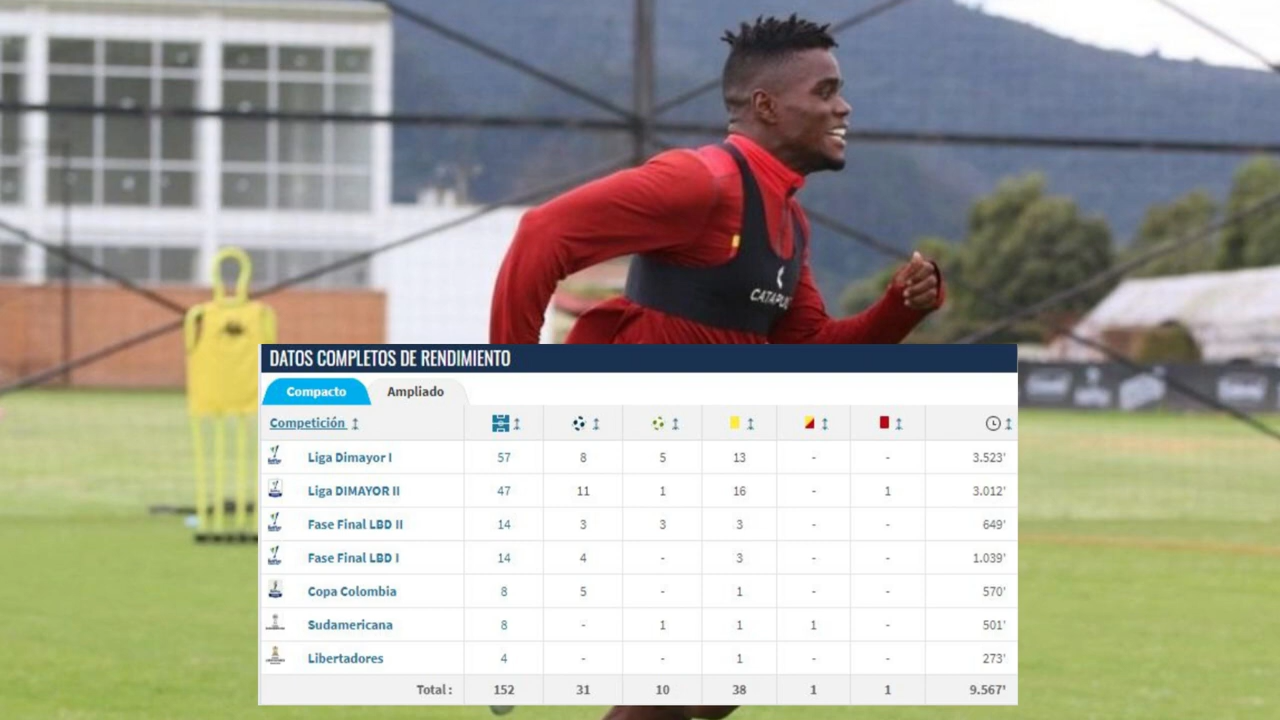 CATAPU
DATOS COMPLETOS DE RENDIMIENTO
Compacto Ampliado
Competición
Liga Dimayor I 57 8 5 13 - - 3.523'
Liga DIMAYOR II 47 11 1 16 - 1 3.012'
Fase Final LBD II 14 3 3 3 - - 649'
Fase Final LBD I 14 4 - 3 - - 1.039'
Copa Colombia 8 5 - 1 - - 570'
Sudamericana 8 - 1 1 1 - 501'
Libertadores 4 - - 1 - - 273'
Total : 152 31 10 38 1 1 9.567'